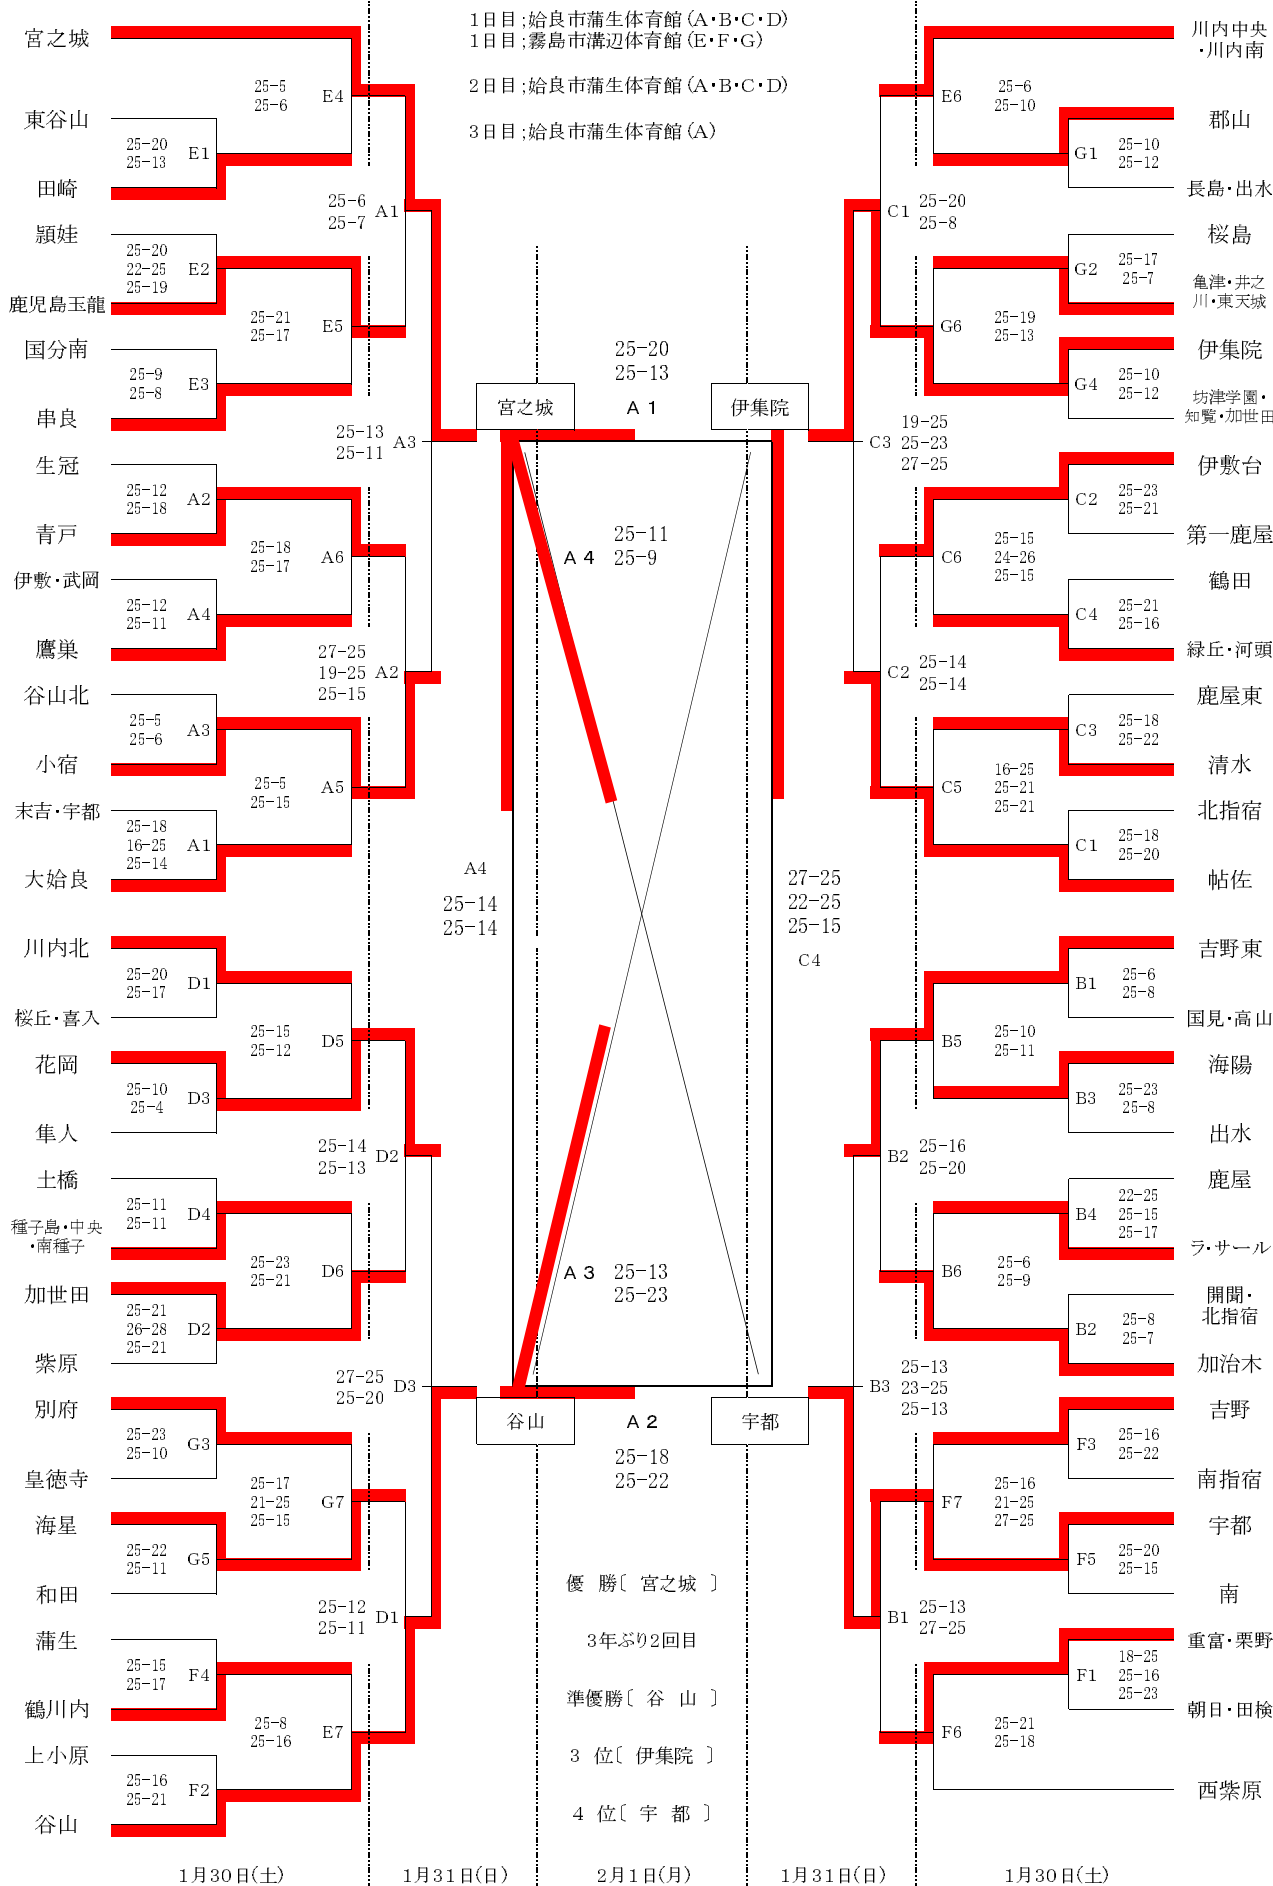 1日目；姶良市蒲生体育館（A・B・C・D）
1日目；霧島市溝辺体育館（E・F・G）
2日目；姶良市蒲生体育館（A・B・C・D）
3日目；姶良市蒲生体育館（A）
宮之城
25-5
25-6
E4
東谷山
25-20
25-13
E1
田崎
25-6
25-7
A1
頴娃
25-20
22-25
25-19
E2
鹿児島玉龍
25-21
25-17
E5
国分南
25-9
25-8
E3
串良
25-13
25-11
A3
生冠
25-12
25-18
A2
青戸
25-18
25-17
A6
伊敷・武岡
25-12
25-11
A4
鷹巣
27-25
19-25
25-15
A2
谷山北
25-5
25-6
A3
小宿
25-5
25-15
A5
末吉・宇都
25-18
16-25
25-14
A1
大姶良
川内北
25-20
25-17
D1
桜丘・喜入
25-15
25-12
D5
花岡
25-10
25-4
D3
隼人
25-14
25-13
D2
土橋
25-11
25-11
D4
種子島・中央
・南種子
25-23
25-21
D6
加世田
25-21
26-28
25-21
D2
紫原
27-25
25-20
D3
別府
25-23
25-10
G3
皇徳寺
25-17
21-25
25-15
G7
海星
25-22
25-11
G5
和田
25-12
25-11
D1
蒲生
25-15
25-17
F4
鶴川内
25-8
25-16
E7
上小原
25-16
25-21
F2
谷山
25-20
25-13
宮之城
A 1
伊集院
A 4
25-11
25-9
A4
25-14
25-14
27-25
22-25
25-15
C4
A 3
25-13
25-23
谷山
A 2
宇都
25-18
25-22
優 勝〔 宮之城 〕
3年ぶり2回目
準優勝〔 谷 山 〕
3 位〔 伊集院 〕
4 位〔 宇 都 〕
川内中央
・川内南
E6
25-6
25-10
郡山
G1
25-10
25-12
長島・出水
C1
25-20
25-8
桜島
G2
25-17
25-7
亀津・井之
川・東天城
G6
25-19
25-13
伊集院
G4
25-10
25-12
坊津学園・
知覧・加世田
C3
19-25
25-23
27-25
伊敷台
C2
25-23
25-21
第一鹿屋
C6
25-15
24-26
25-15
鶴田
C4
25-21
25-16
緑丘・河頭
C2
25-14
25-14
鹿屋東
C3
25-18
25-22
清水
C5
16-25
25-21
25-21
北指宿
C1
25-18
25-20
帖佐
吉野東
B1
25-6
25-8
国見・高山
B5
25-10
25-11
海陽
B3
25-23
25-8
出水
B2
25-16
25-20
鹿屋
B4
22-25
25-15
25-17
ラ・サール
B6
25-6
25-9
開聞・
北指宿
B2
25-8
25-7
加治木
B3
25-13
23-25
25-13
吉野
F3
25-16
25-22
南指宿
F7
25-16
21-25
27-25
宇都
F5
25-20
25-15
南
B1
25-13
27-25
重富・栗野
F1
18-25
25-16
25-23
朝日・田検
F6
25-21
25-18
西紫原
1月30日(土)
1月31日(日)
2月1日(月)
1月31日(日)
1月30日(土)